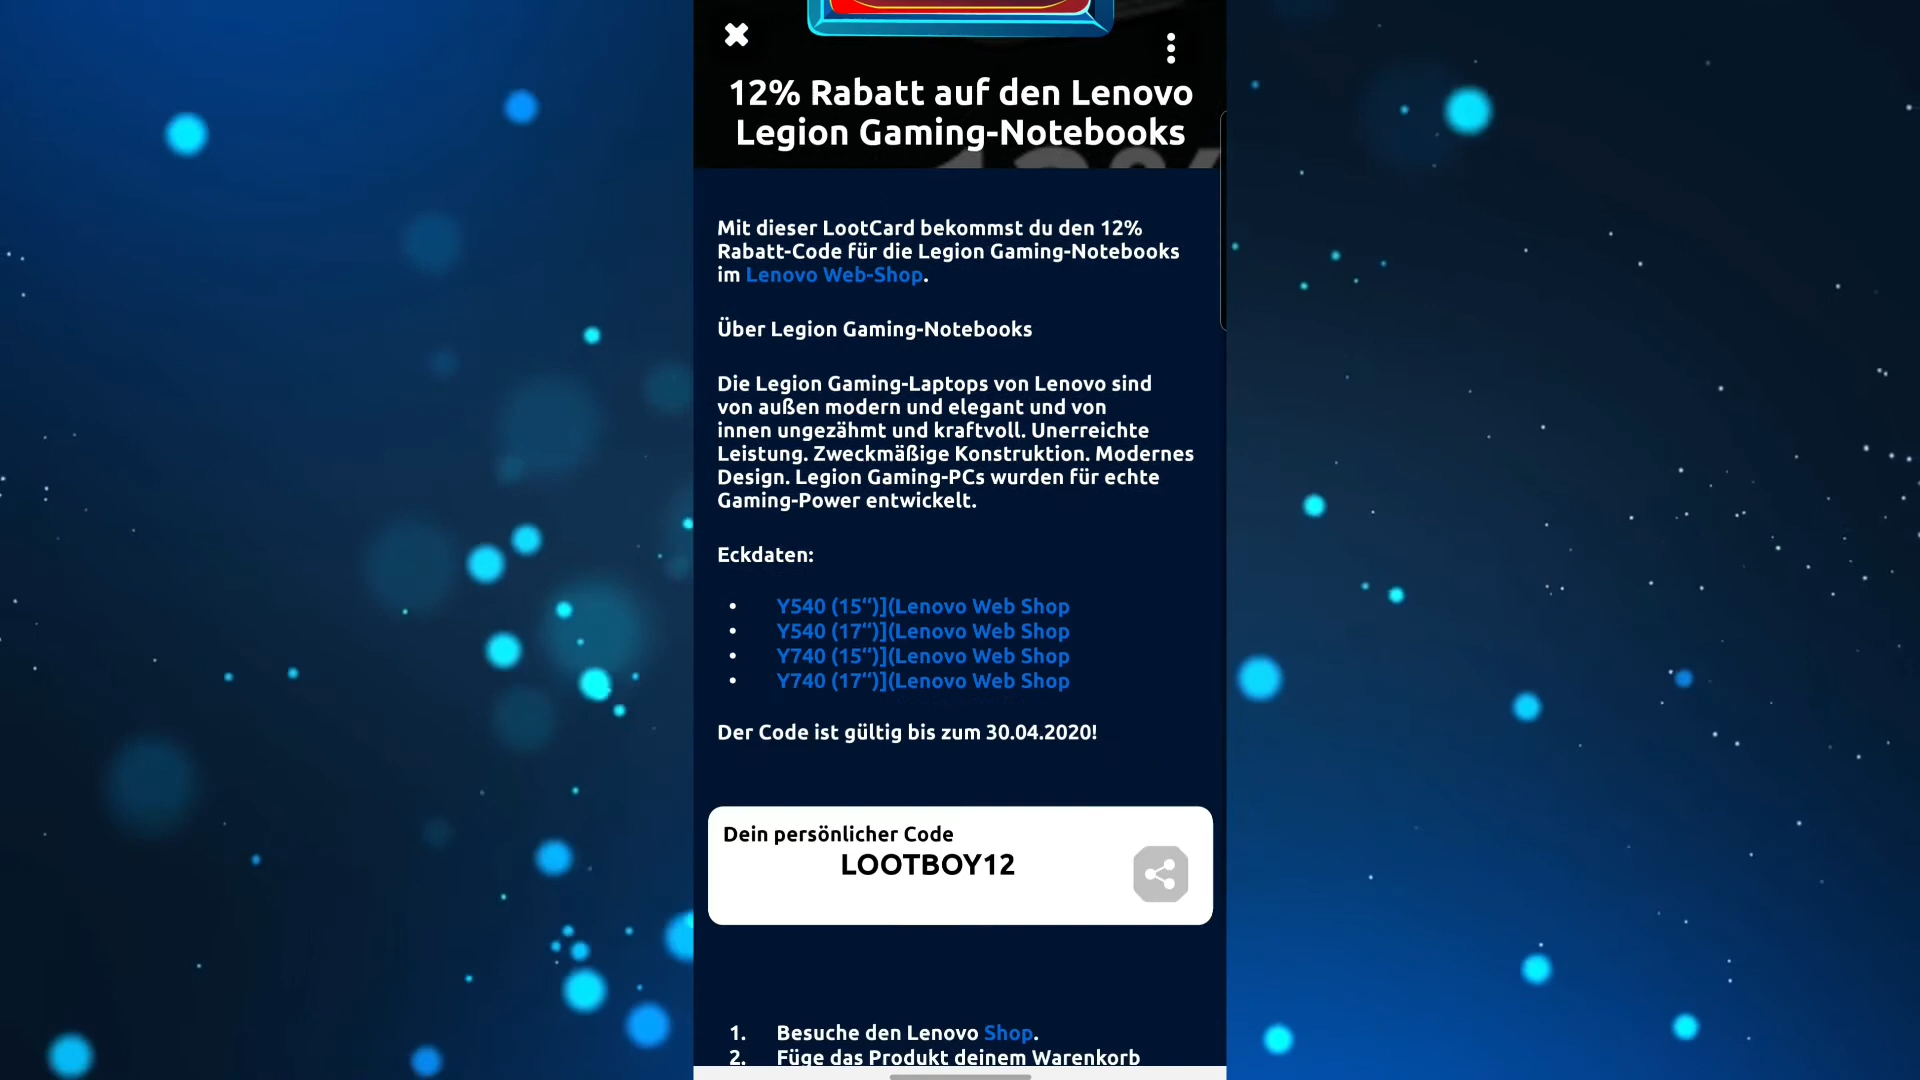 12% Rabatt auf den Lenovo
Legion Gaming-Notebooks
Mit dieser LootCard bekommst du den 12%
Rabatt-Code für die Legion Gaming-Notebooks
im Lenovo Web-Shop.
Über Legion Gaming-Notebooks
Die Legion Gaming-Laptops von Lenovo sind
von außen modern und elegant und von
innen ungezähmt und kraftvoll. Unerreichte
Leistung. Zweckmäßige Konstruktion. Modernes
Design. Legion Gaming-PCs wurden für echte
Gaming-Power entwickelt.
Eckdaten:
• Y540 (15“)](Lenovo Web Shop
• Y540 (17“)](Lenovo Web Shop
• Y740 (15“)](Lenovo Web Shop
• Y740 (17“)](Lenovo Web Shop
Der Code ist gültig bis zum 30.04.2020!
Dein persönlicher Code
LOOTBOY12
1. Besuche den Lenovo Shop.
2. Füge das Produkt deinem Warenkorb